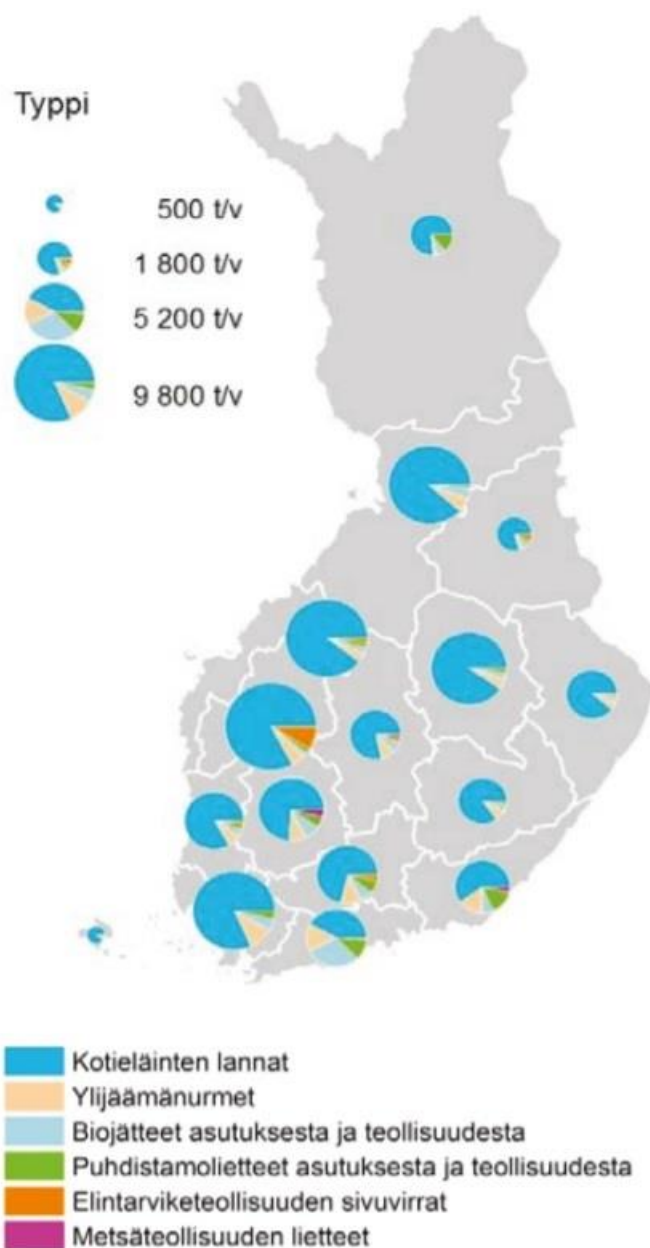 Typpi
500 t/v
1 800 t/v
5 200 t/v
9 800 t/v
Kotieläinten lannat
Ylijäämänurmet
Biojätteet asutuksesta ja teollisuudesta
Puhdistamolietteet asutuksesta ja teollisuudesta
Elintarviketeollisuuden sivuvirrat
Metsäteollisuuden lietteet